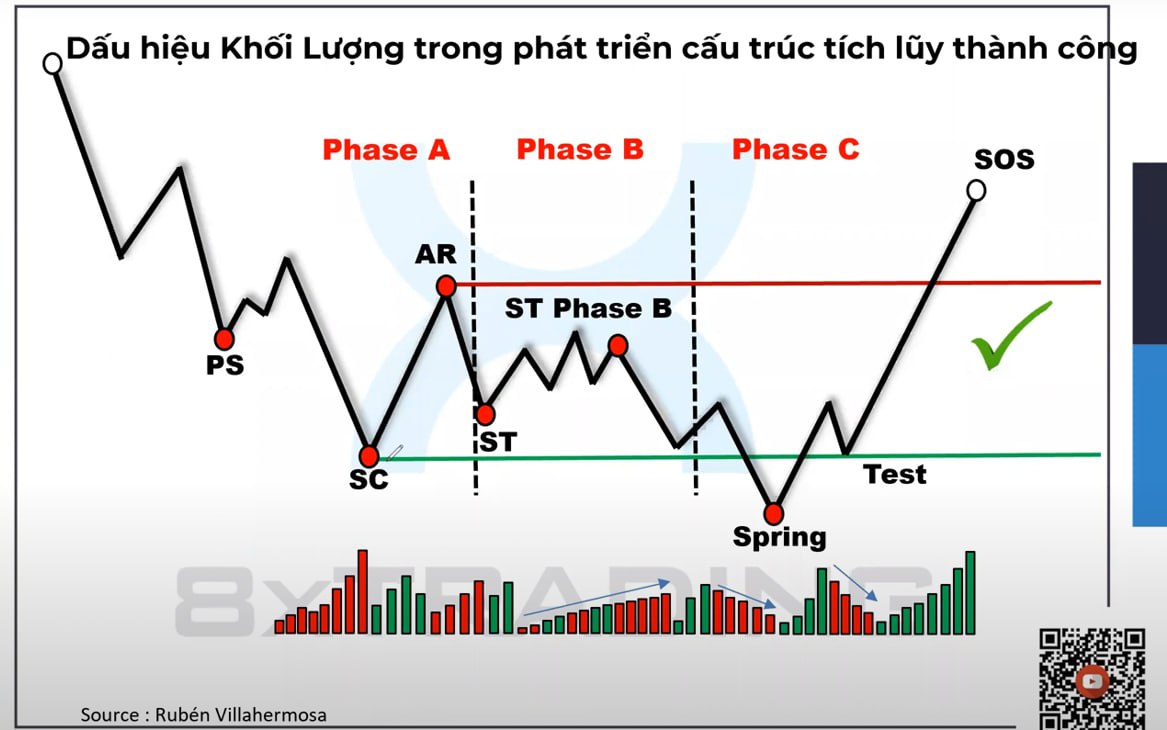 Dấu hiệu Khối Lượng trong phát triển cấu trúc tích lũy thành công
Phase A
Phase B
Phase C
SOS
AR
ST Phase B
PS
ST
SC
Test
Spring
8xTRADING
Source : Rubén Villahermosa